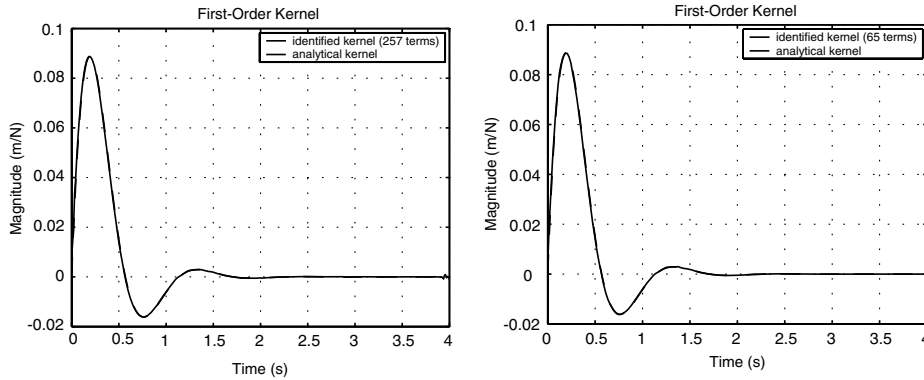 First-Order Kernel
identified kernel (257 terms)
analytical kernel
0.1
0.08
0.06
0.04
0.02
0
-0.02
Magnitude (m/N)
0 0.5 1 1.5 2 2.5 3 3.5 4
Time (s)
First-Order Kernel
identified kernel (65 terms)
analytical kernel
0.1
0.08
0.06
0.04
0.02
0
-0.02
Magnitude (m/N)
0 0.5 1 1.5 2 2.5 3 3.5 4
Time (s)